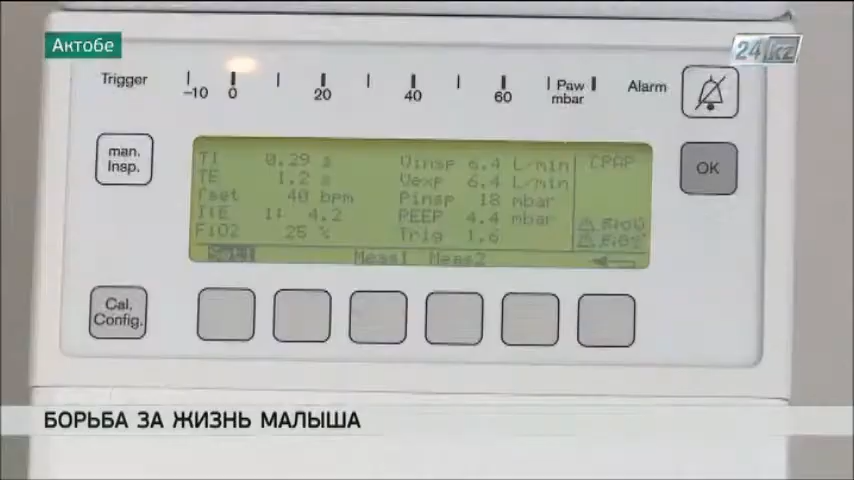 Актобе
24.kz
Trigger -10 0 20 40 60 Paw mbar Alarm
man. Insp.
OK
TI 0.29 s Vinsp 6.4 L/min CPAP
TE 1.2 s Vexp 6.4 L/min
fset 40 bpm Pinsp 18 mbar
I:E 1: 4.2 PEEP 4.4 mbar
FiO2 25 % Trig 1.6
Set1 Meas1 Meas2
Cal. Config.
БОРЬБА ЗА ЖИЗНЬ МАЛЫША